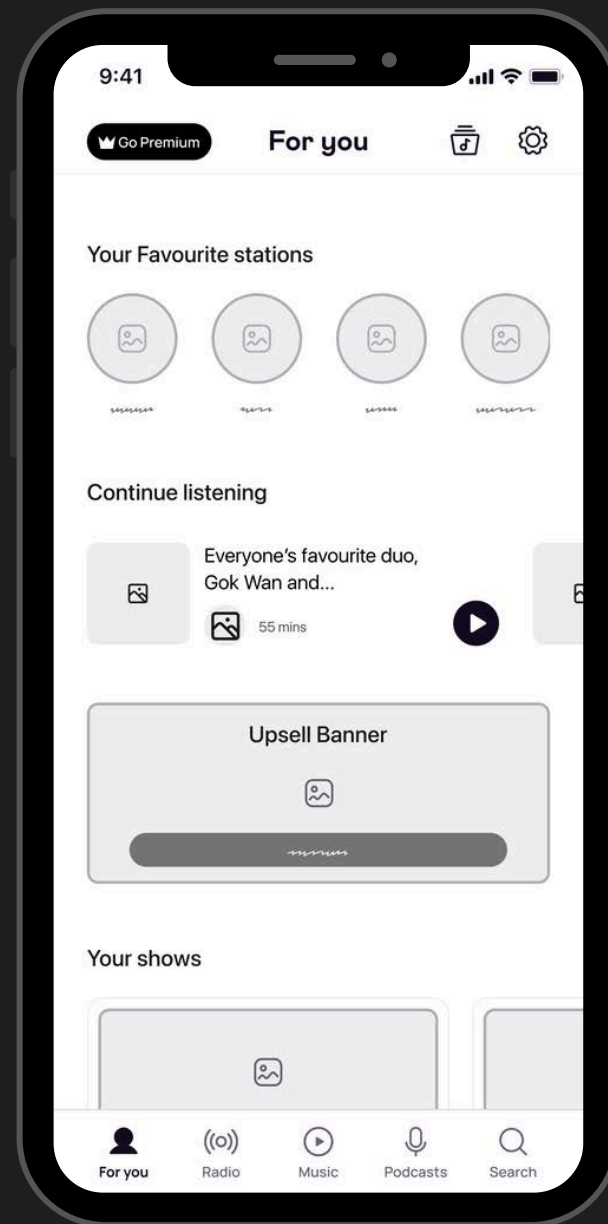 9:41
Go Premium
For you
Your Favourite stations
Continue listening
Everyone’s favourite duo,
Gok Wan and...
55 mins
Upsell Banner
Your shows
For you
Radio
Music
Podcasts
Search